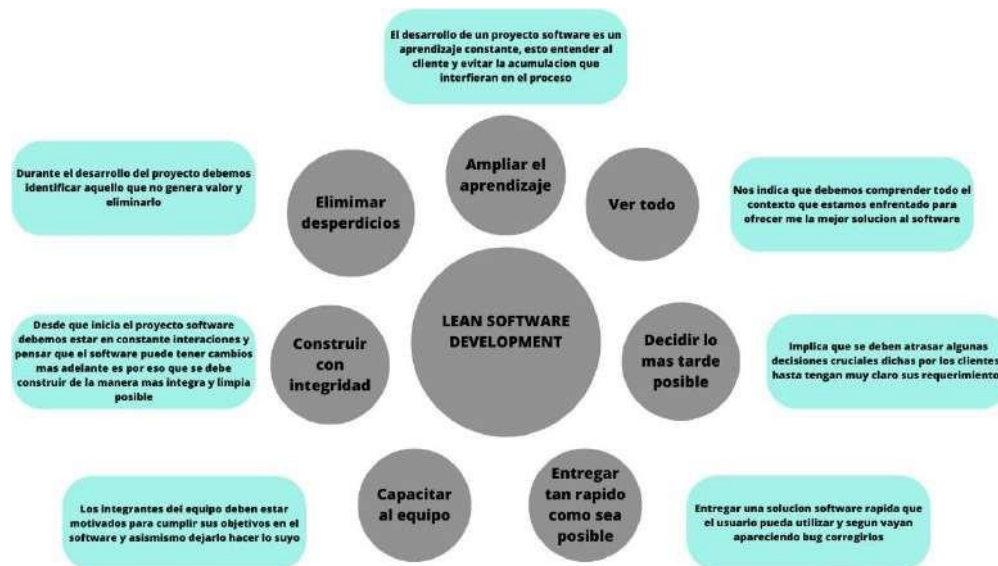 El desarrollo de un proyecto software es un
aprendizaje constante, esto entender al
cliente y evitar la acumulacion que
interfieran en el proceso
Ampliar el
aprendizaje
Durante el desarrollo del proyecto debemos
identificar aquello que no genera valor y
eliminarlo
Elimimar
desperdicios
Ver todo
Nos indica que debemos comprender todo el
contexto que estamos enfrentado para
ofrecer me la mejor solucion al software
LEAN SOFTWARE
DEVELOPMENT
Desde que inicia el proyecto software
debemos estar en constante interaciones y
pensar que el software puede tener cambios
mas adelante es por eso que se debe
construir de la manera mas integra y limpia
posible
Construir
con
integridad
Decidir lo
mas tarde
posible
Implica que se deben atrasar algunas
decisiones cruciales dichas por los clientes
hasta tengan muy claro sus requerimiento
Los integrantes del equipo deben estar
motivados para cumplir sus objetivos en el
software y asismismo dejarlo hacer lo suyo
Capacitar
al equipo
Entregar
tan rapido
como sea
posible
Entregar una solucion software rapida que
el usuario pueda utilizar y segun vayan
apareciendo bug corregirlos